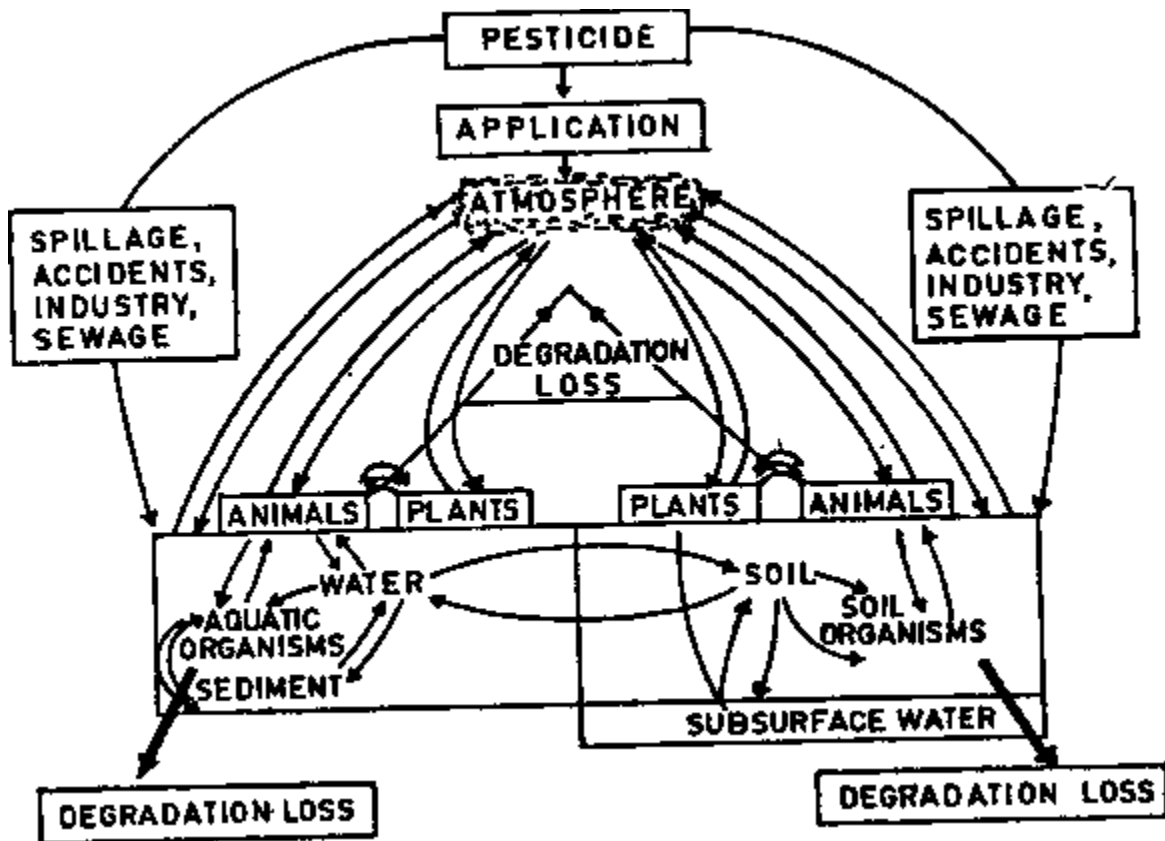 PESTICIDE
APPLICATION
ATMOSPHERE
SPILLAGE,
ACCIDENTS,
INDUSTRY,
SEWAGE
SPILLAGE,
ACCIDENTS,
INDUSTRY,
SEWAGE
DEGRADATION
LOSS
ANIMALS
PLANTS
PLANTS
ANIMALS
WATER
SOIL
AQUATIC
ORGANISMS
SOIL
ORGANISMS
SEDIMENT
SUBSURFACE WATER
DEGRADATION LOSS
DEGRADATION LOSS